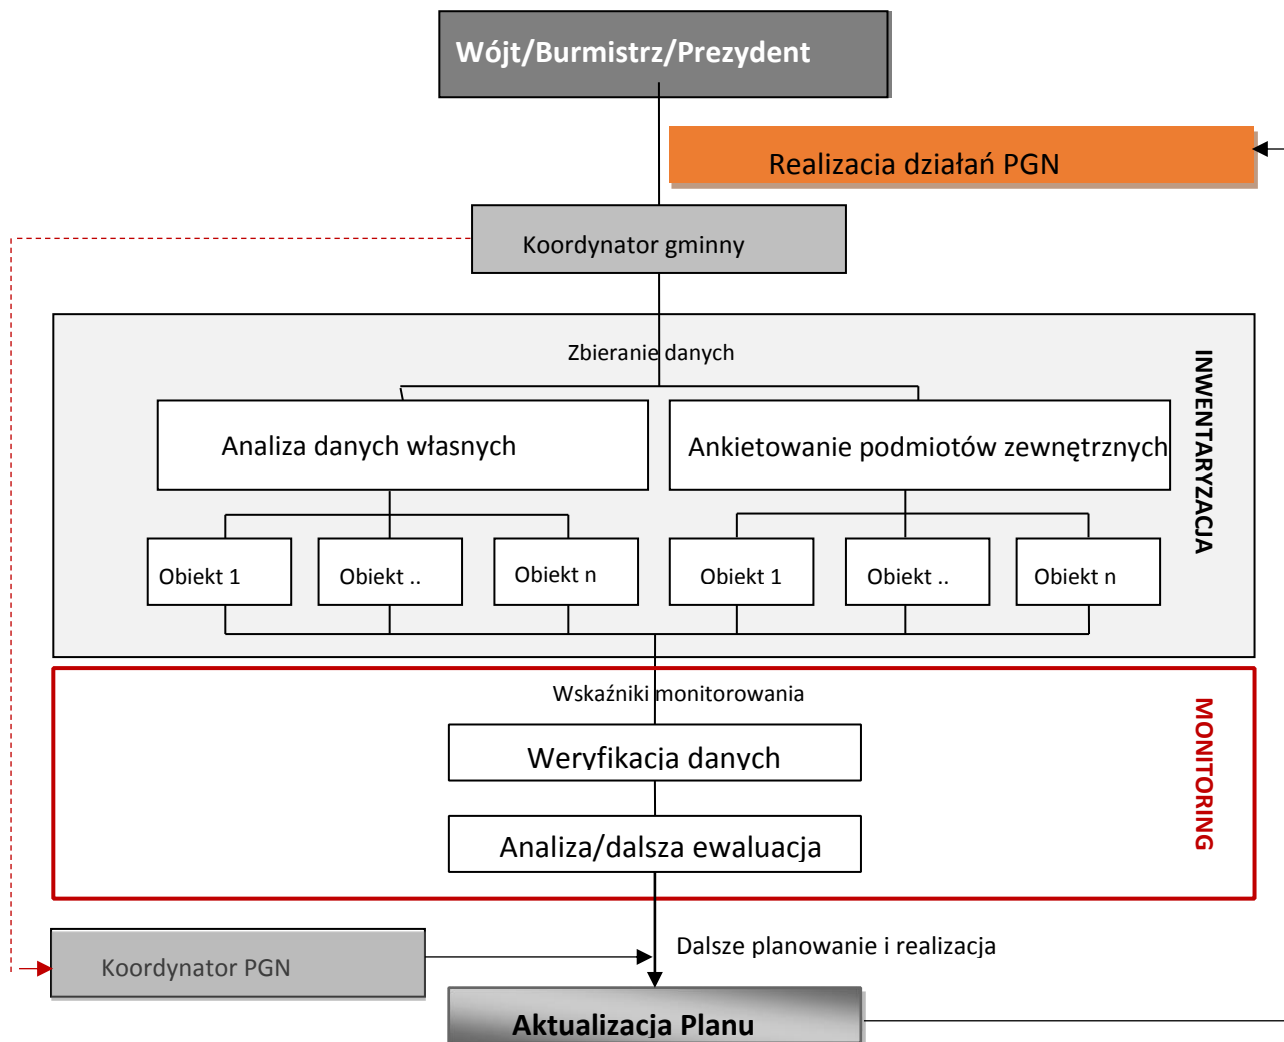 Wójt/Burmistrz/Prezydent
Realizacja działań PGN
Koordynator gminny
Zbieranie danych
INWENTARYZACJA
Analiza danych własnych
Ankietowanie podmiotów zewnętrznych
Obiekt 1
Obiekt ..
Obiekt n
Obiekt 1
Obiekt ..
Obiekt n
Wskaźniki monitorowania
MONITORING
Weryfikacja danych
Analiza/dalsza ewaluacja
Dalsze planowanie i realizacja
Koordynator PGN
Aktualizacja Planu